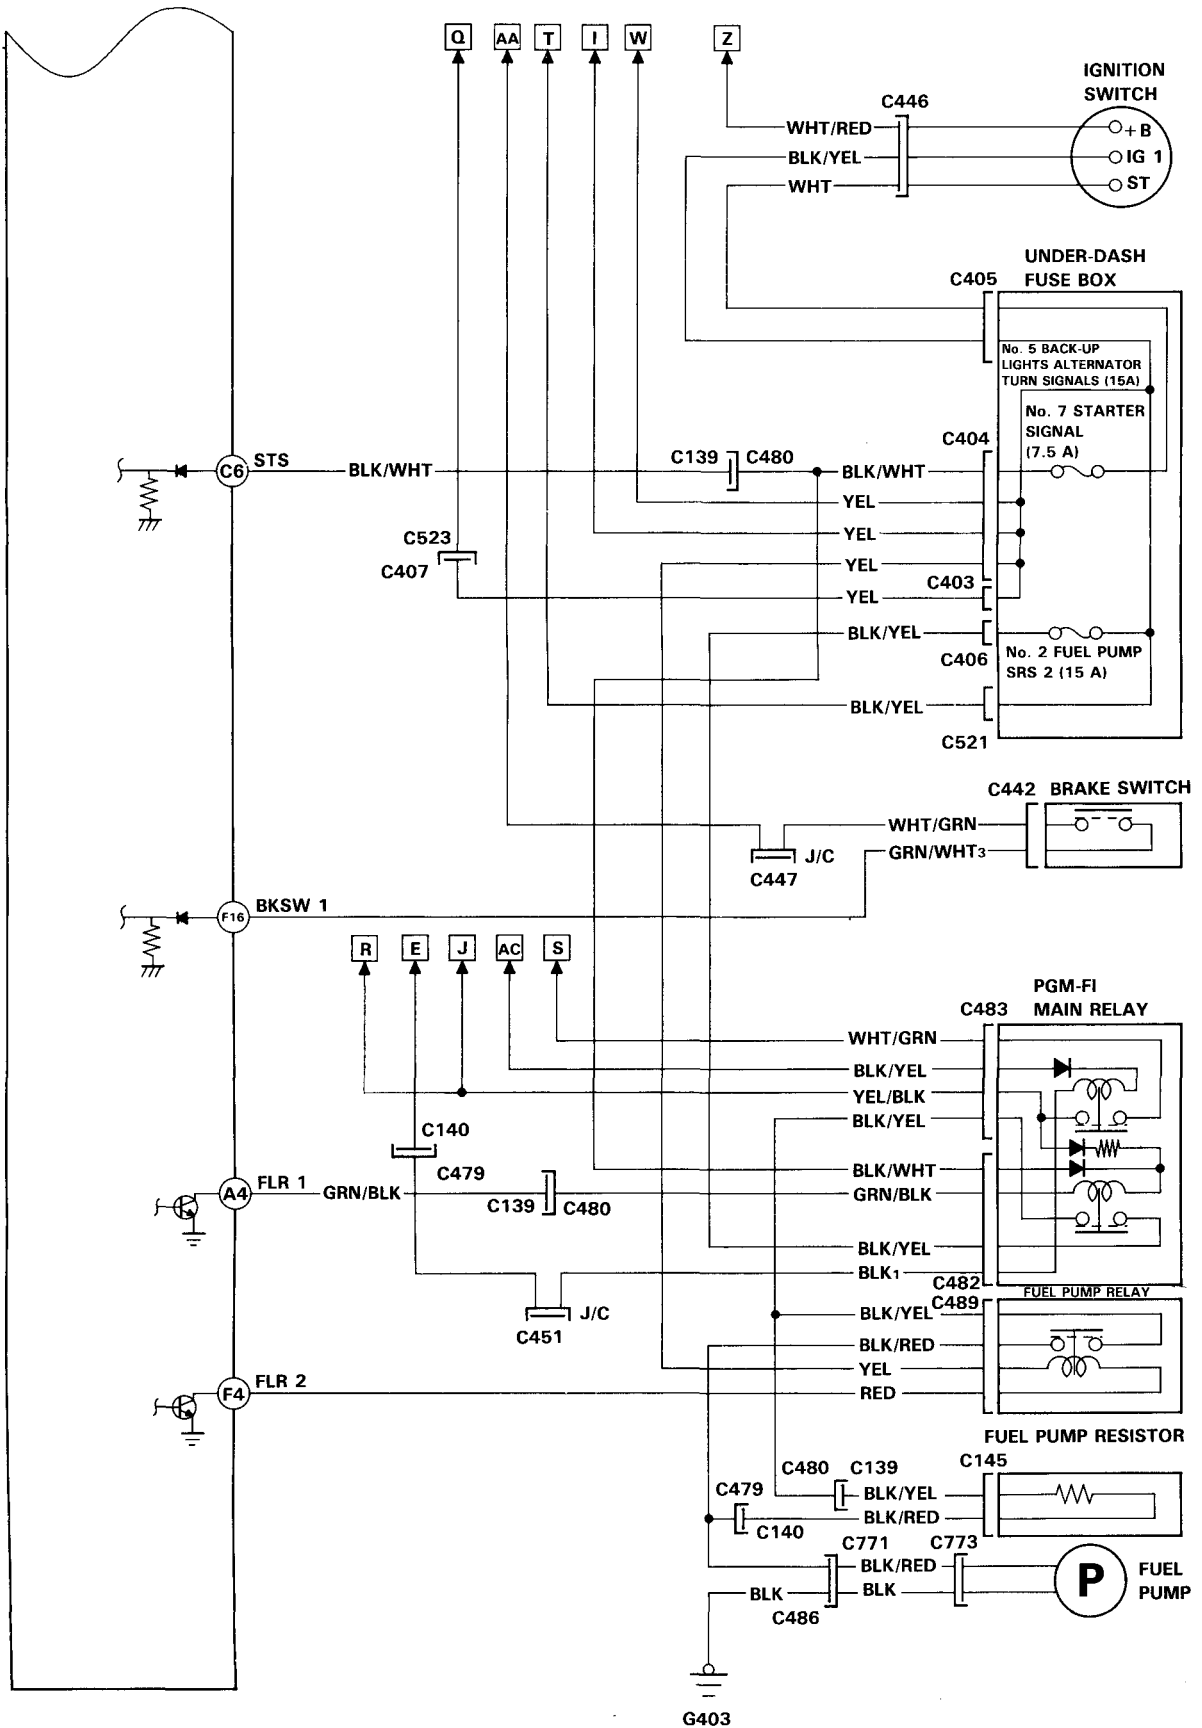 Q AA T I W Z
IGNITION
SWITCH
C446
WHT/RED
+B
BLK/YEL
IG 1
WHT
ST
UNDER-DASH
FUSE BOX
C405
No. 5 BACK-UP
LIGHTS ALTERNATOR
TURN SIGNALS (15A)
No. 7 STARTER
SIGNAL
(7.5 A)
C404
C6
STS
BLK/WHT
C139
C480
BLK/WHT
YEL
YEL
C523
C407
YEL
C403
YEL
BLK/YEL
C406
No. 2 FUEL PUMP
SRS 2 (15 A)
BLK/YEL
C521
C442
BRAKE SWITCH
WHT/GRN
J/C
GRN/WHT3
C447
F16
BKSW 1
R E J AC S
PGM-FI
MAIN RELAY
C483
WHT/GRN
BLK/YEL
YEL/BLK
BLK/YEL
C140
C479
BLK/WHT
A4
FLR 1
GRN/BLK
C139
C480
GRN/BLK
BLK/YEL
BLK1
C482
FUEL PUMP RELAY
C489
BLK/YEL
C451
J/C
BLK/RED
YEL
F4
FLR 2
RED
FUEL PUMP RESISTOR
C480
C139
C145
BLK/YEL
C479
C140
BLK/RED
C771
C773
BLK/RED
BLK
BLK
C486
P
FUEL
PUMP
G403